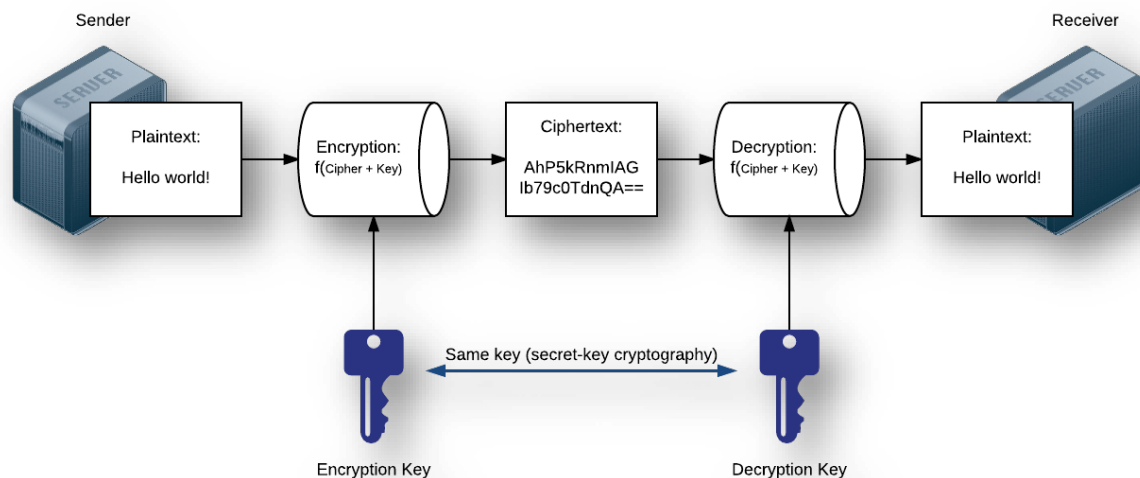 Sender
Receiver
SERVER
SERVER
Plaintext:
Hello world!
Encryption:
f(Cipher + Key)
Ciphertext:
AhP5kRnmIAG
Ib79c0TdnQA==
Decryption:
f(Cipher + Key)
Plaintext:
Hello world!
Same key (secret-key cryptography)
Encryption Key
Decryption Key